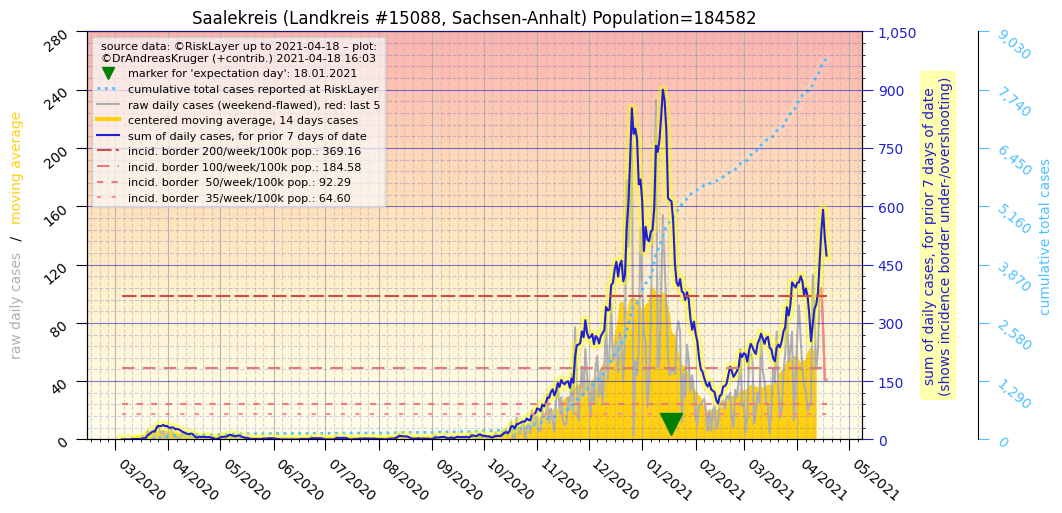 Saalekreis (Landkreis #15088, Sachsen-Anhalt) Population=184582
source data: ©RiskLayer up to 2021-04-18 – plot:
©DrAndreasKruger (+contrib.) 2021-04-18 16:03
marker for 'expectation day': 18.01.2021
cumulative total cases reported at RiskLayer
raw daily cases (weekend-flawed), red: last 5
centered moving average, 14 days cases
sum of daily cases, for prior 7 days of date
incid. border 200/week/100k pop.: 369.16
incid. border 100/week/100k pop.: 184.58
incid. border  50/week/100k pop.: 92.29
incid. border  35/week/100k pop.: 64.60
raw daily cases / moving average
280
240
200
160
120
80
40
0
03/2020
04/2020
05/2020
06/2020
07/2020
08/2020
09/2020
10/2020
11/2020
12/2020
01/2021
02/2021
03/2021
04/2021
05/2021
1,050
900
750
600
450
300
150
0
sum of daily cases, for prior 7 days of date
(shows incidence border under-/overshooting)
9,030
7,740
6,450
5,160
3,870
2,580
1,290
0
cumulative total cases